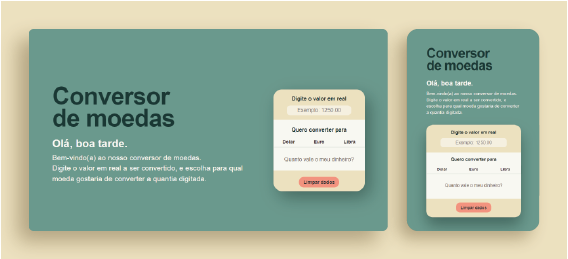 Conversor
de moedas
Olá, boa tarde.
Bem-vindo(a) ao nosso conversor de moedas.
Digite o valor em real a ser convertido, e escolha para qual
moeda gostaria de converter a quantia digitada.
Digite o valor em real
Exemplo: 1250.00
Quero converter para
Dolar Euro Libra
Quanto vale o meu dinheiro?
Limpar dados
Conversor
de moedas
Olá, boa tarde.
Bem-vindo(a) ao nosso conversor de moedas.
Digite o valor em real a ser convertido, e
escolha para qual moeda gostaria de converter
a quantia digitada.
Digite o valor em real
Exemplo: 1250.00
Quero converter para
Dolar Euro Libra
Quanto vale o meu dinheiro?
Limpar dados